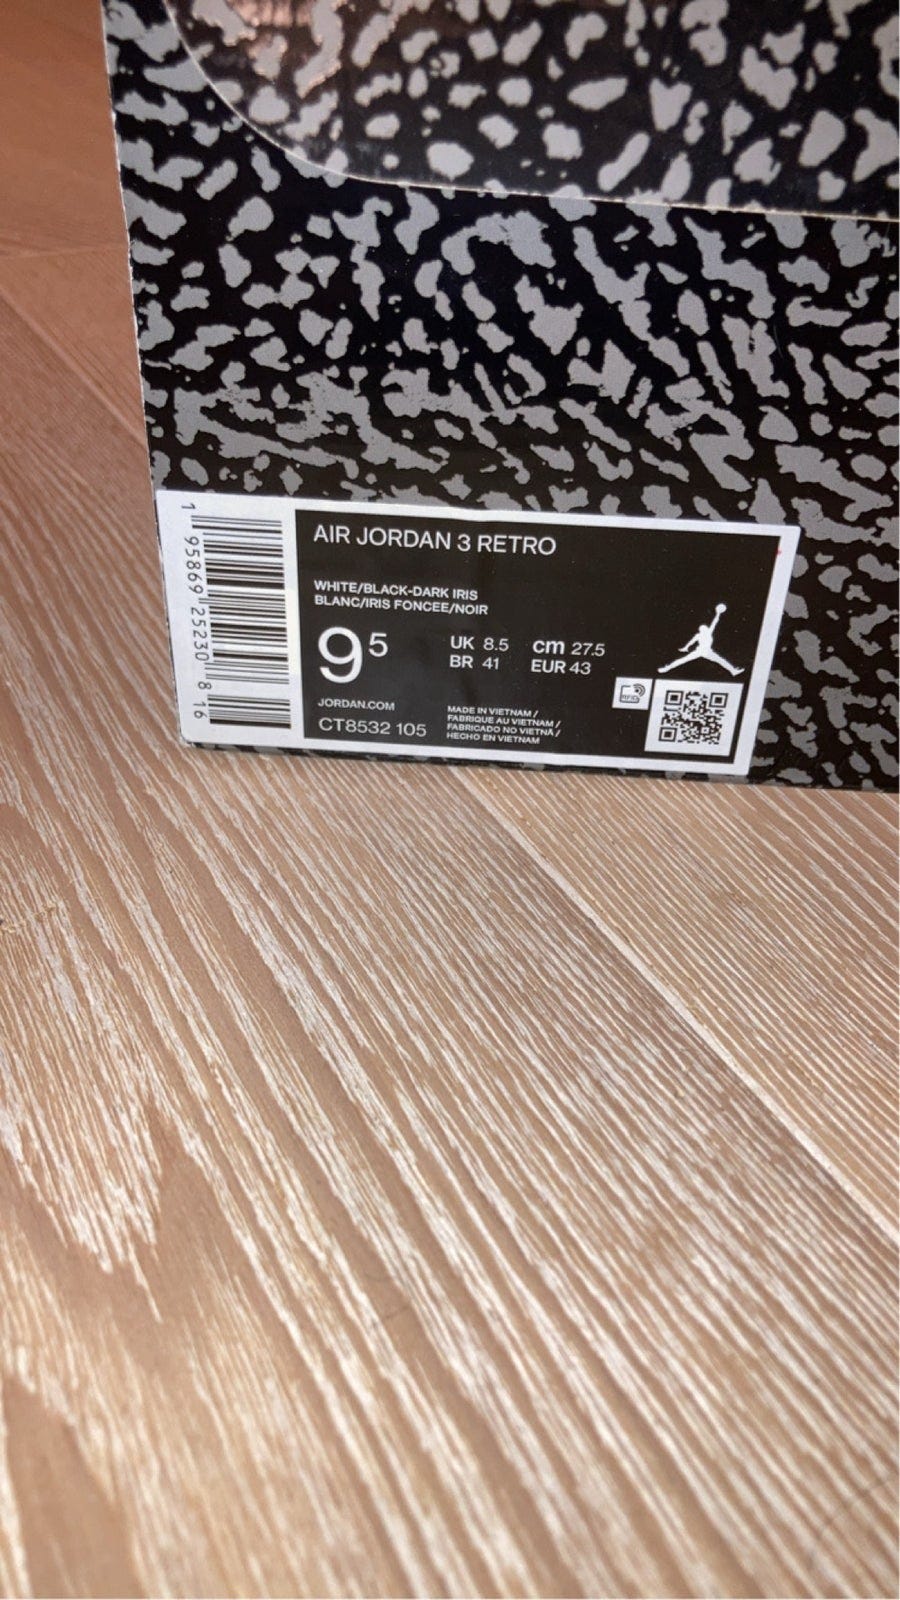 AIR JORDAN 3 RETRO
WHITE/BLACK-DARK IRIS
BLANC/IRIS FONCEE/NOIR
9⁵
UK 8.5 cm 27.5
BR 41 EUR 43
JORDAN.COM
CT8532 105
MADE IN VIETNAM /
FABRIQUE AU VIETNAM /
FABRICADO NO VIETNÃ /
HECHO EN VIETNAM
RFID
1 95869 25230 8 16